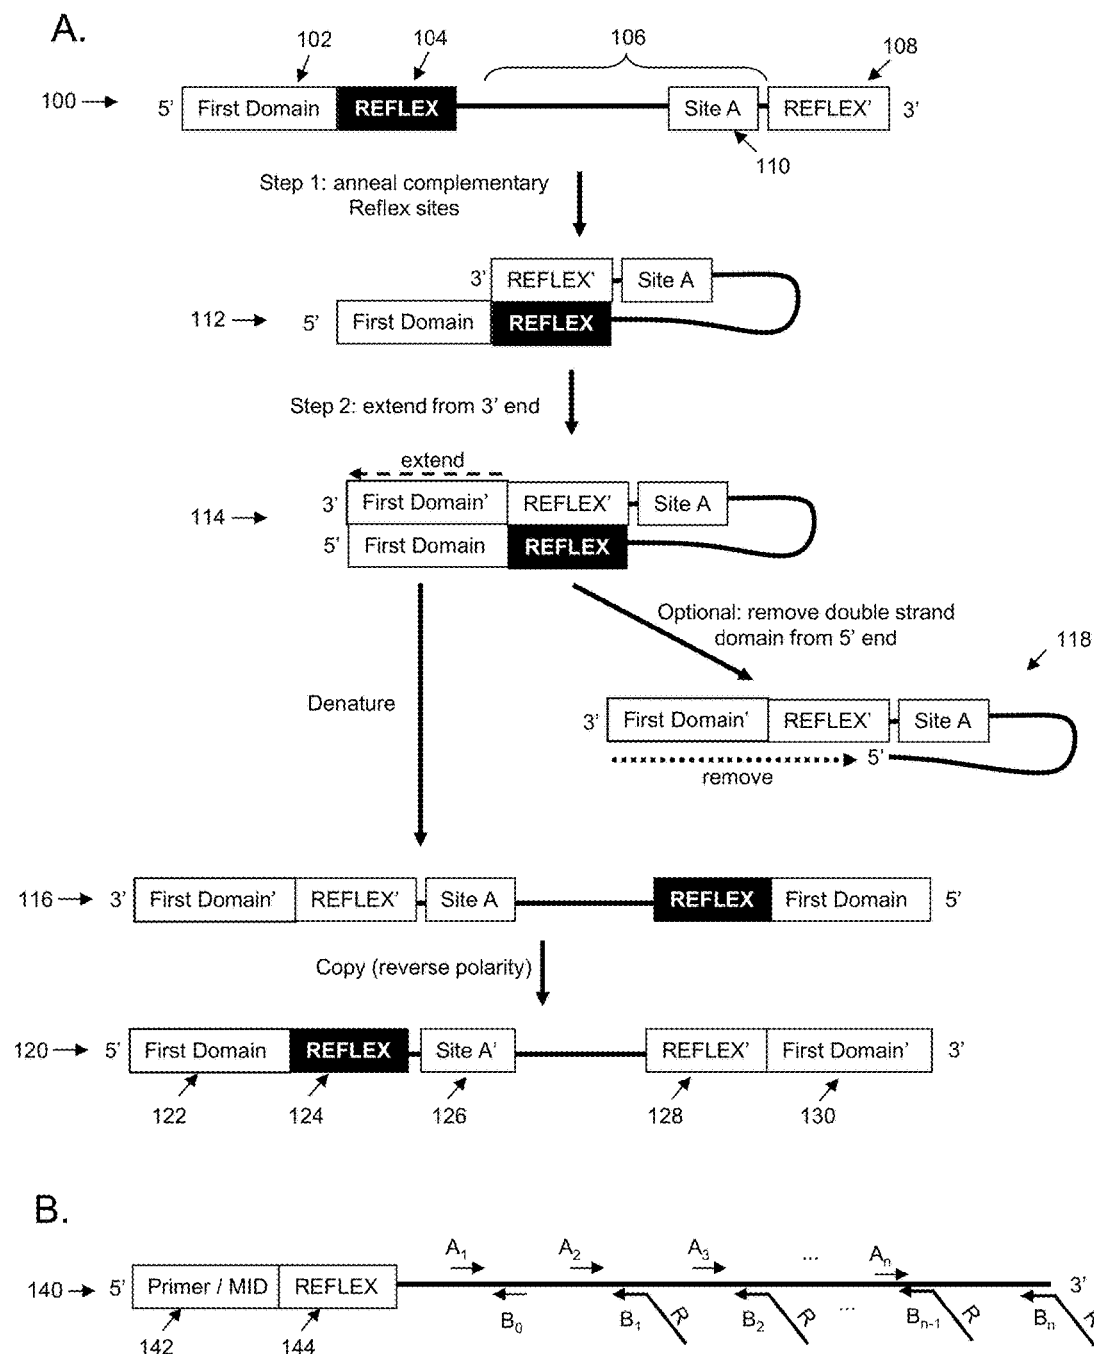 A.
102 104 106 108
100 5' First Domain REFLEX Site A REFLEX' 3'
110
Step 1: anneal complementary
Reflex sites
3' REFLEX' Site A
112 5' First Domain REFLEX
Step 2: extend from 3' end
extend
3' First Domain' REFLEX' Site A
114
5' First Domain REFLEX
Optional: remove double strand
domain from 5' end
118
Denature
3' First Domain' REFLEX' Site A
5'
remove
116 3' First Domain' REFLEX' Site A REFLEX First Domain 5'
Copy (reverse polarity)
120 5' First Domain REFLEX Site A' REFLEX' First Domain' 3'
122 124 126 128 130
B.
A1 A2 A3 ... An
140 5' Primer / MID REFLEX 3'
B0 B1 R B2 R ... Bn-1 R Bn R
142 144